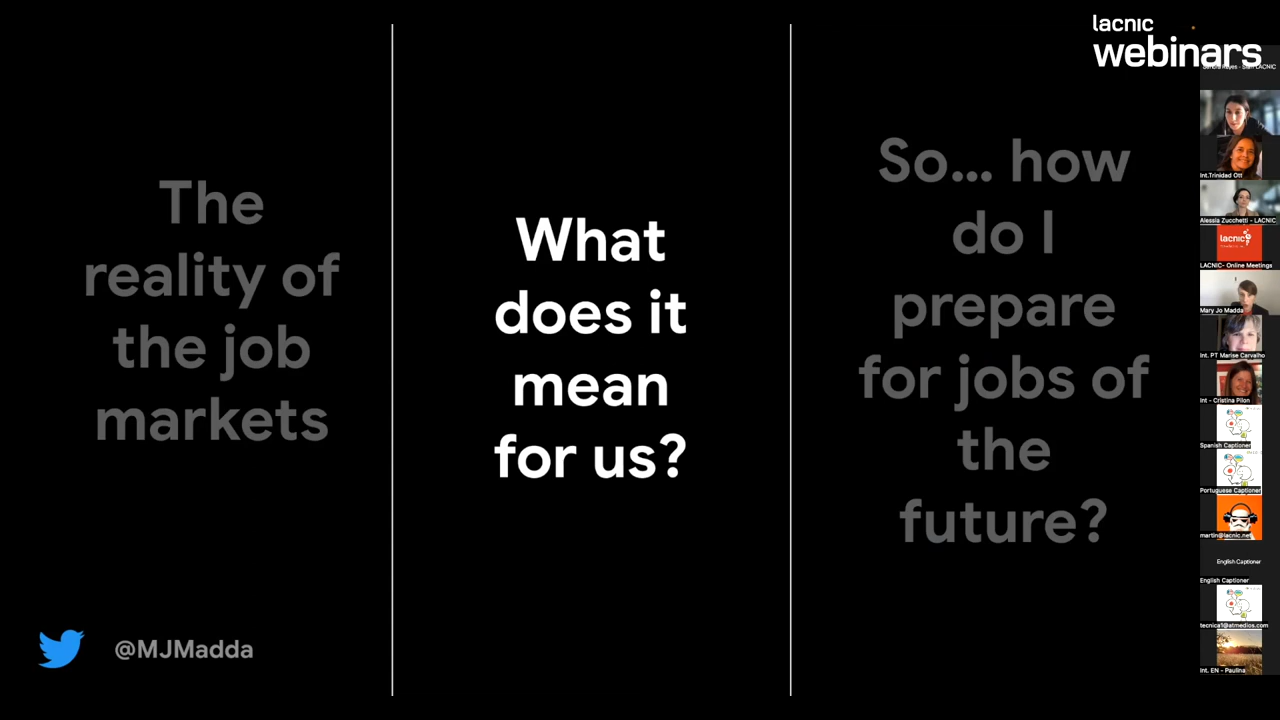 The
reality of
the job
markets
What
does it
mean
for us?
So... how
do I
prepare
for jobs of
the
future?
@MJMadda
lacnic
webinars
Int.Trinidad Ott
Alessia Zucchetti - LACNIC
lacnic
LACNIC- Online Meetings
Mary Jo Madda
Int. PT Marise Carvalho
Int - Cristina Pilon
Spanish Captioner
Portuguese Captioner
martin@lacnic.net
English Captioner
English Captioner
tecnica1@atmedios.com
Int. EN - Paulina